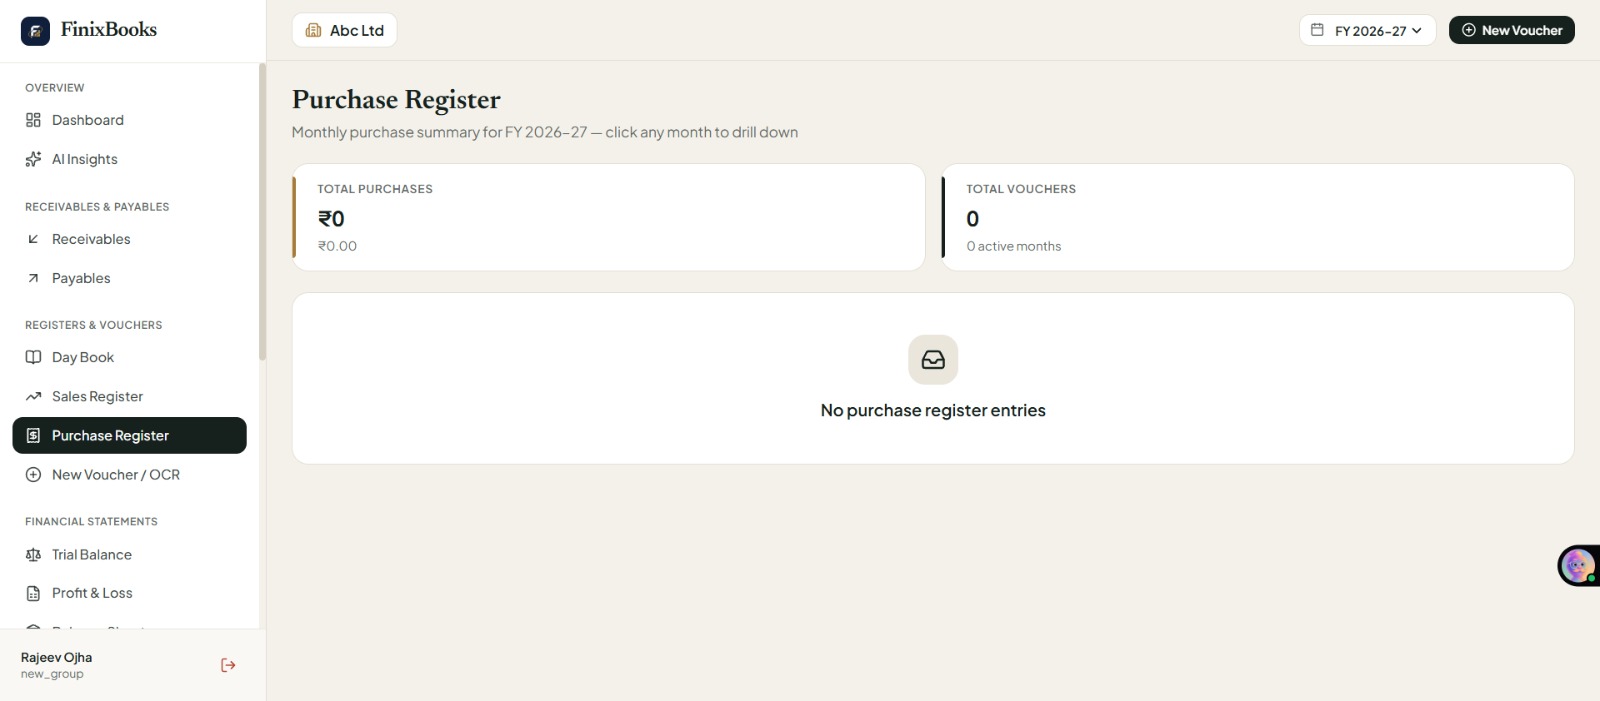 FinixBooks
Abc Ltd
FY 2026-27
New Voucher
OVERVIEW
Dashboard
AI Insights
RECEIVABLES & PAYABLES
Receivables
Payables
REGISTERS & VOUCHERS
Day Book
Sales Register
Purchase Register
New Voucher / OCR
FINANCIAL STATEMENTS
Trial Balance
Profit & Loss
Rajeev Ojha
new_group
Purchase Register
Monthly purchase summary for FY 2026-27 — click any month to drill down
TOTAL PURCHASES
₹0
₹0.00
TOTAL VOUCHERS
0
0 active months
No purchase register entries